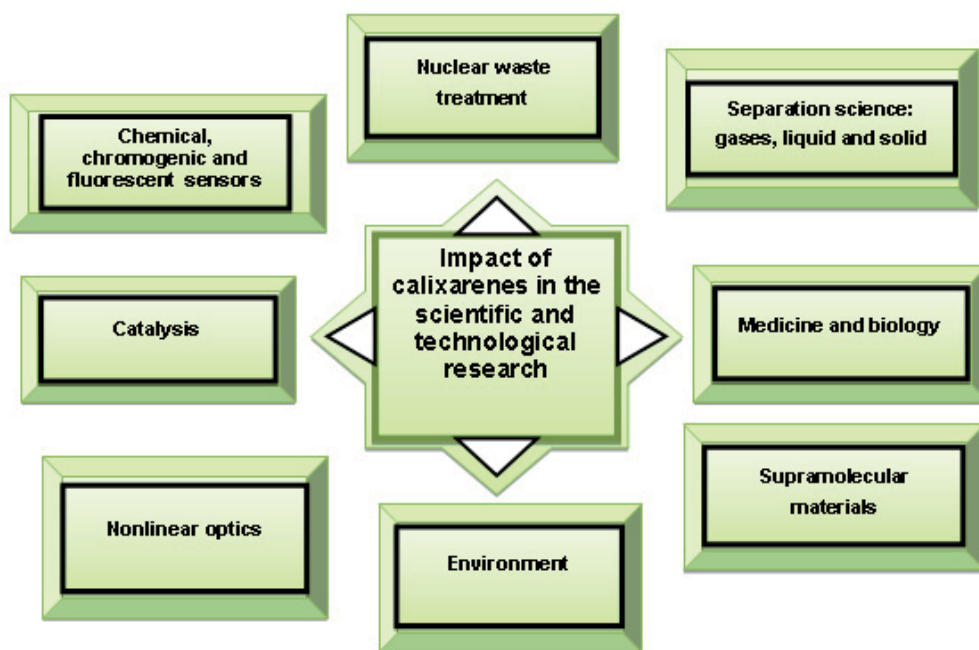 Nuclear waste
treatment
Chemical,
chromogenic and
fluorescent sensors
Separation science:
gases, liquid and solid
Impact of
calixarenes in the
scientific and
technological
research
Catalysis
Medicine and biology
Supramolecular
materials
Nonlinear optics
Environment